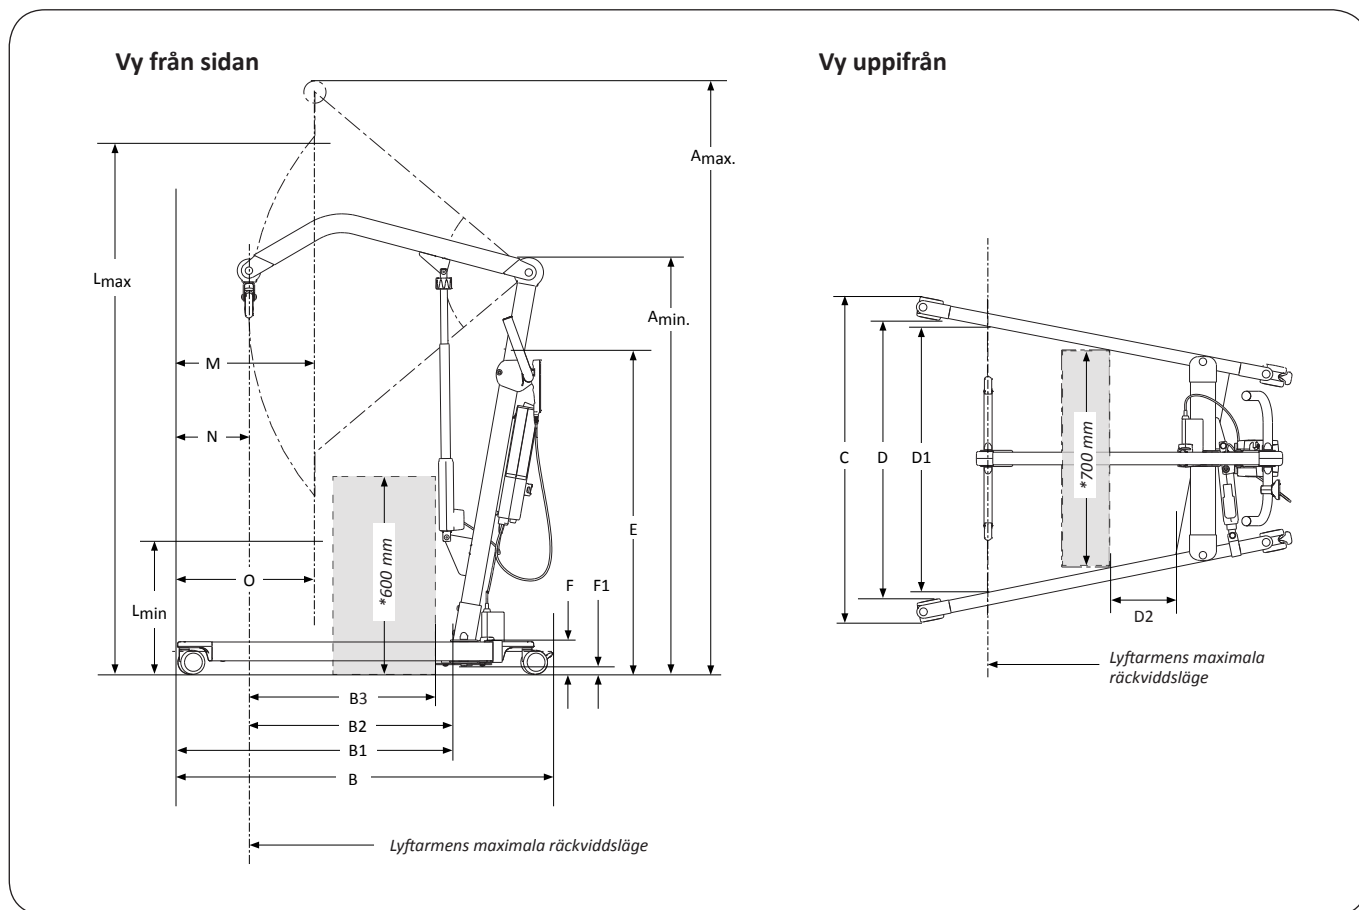 Vy från sidan
Vy uppifrån
Amax.
Lmax
Amin.
M
N
E
*600 mm
O
Lmin
F
F1
B3
B2
B1
B
Lyftarmens maximala räckviddsläge
C
D
D1
*700 mm
D2
Lyftarmens maximala
räckviddsläge